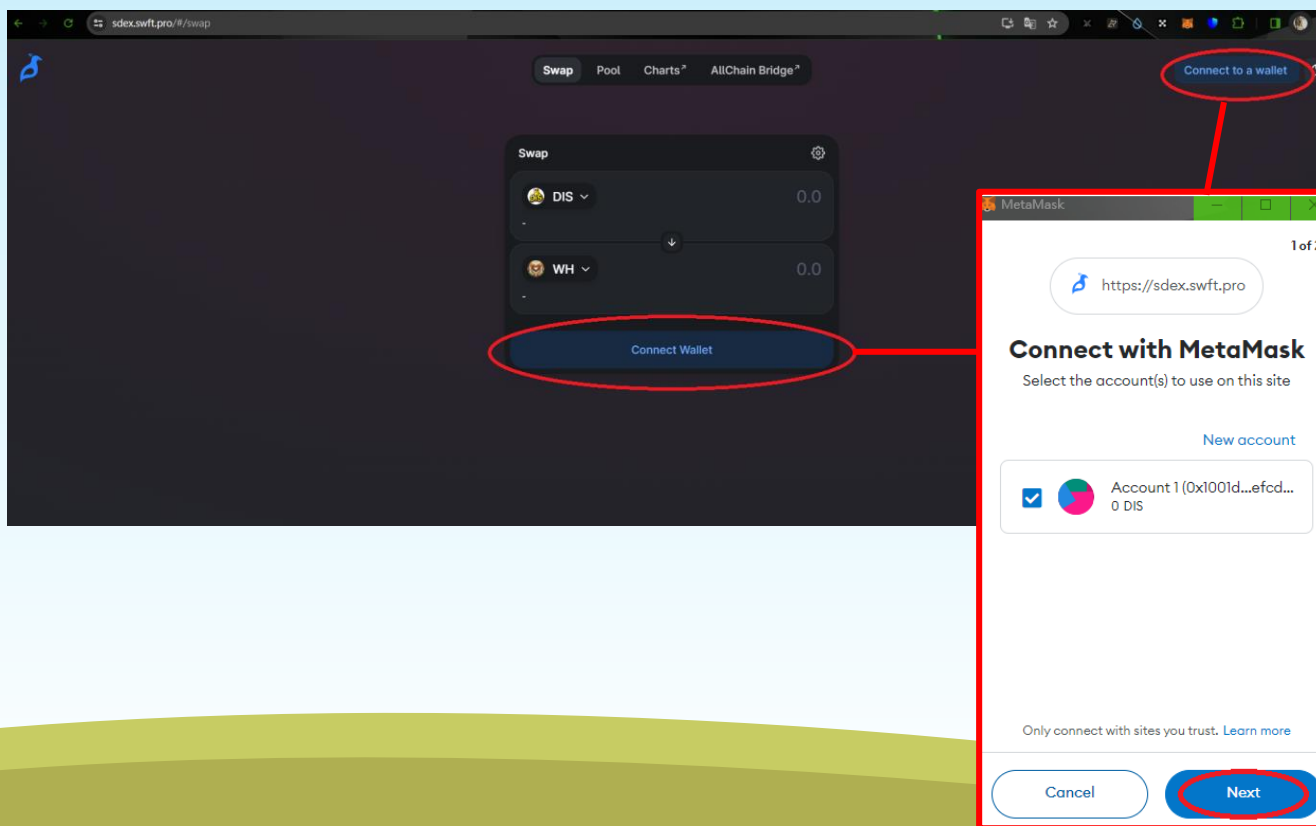 sdex.swft.pro/#/swap
Swap Pool Charts↗ AllChain Bridge↗
Connect to a wallet
Swap
DIS 0.0
-
WH 0.0
-
Connect Wallet
MetaMask
1 of
https://sdex.swft.pro
Connect with MetaMask
Select the account(s) to use on this site
New account
Account 1 (0x1001d...efcd...
0 DIS
Only connect with sites you trust. Learn more
Cancel Next